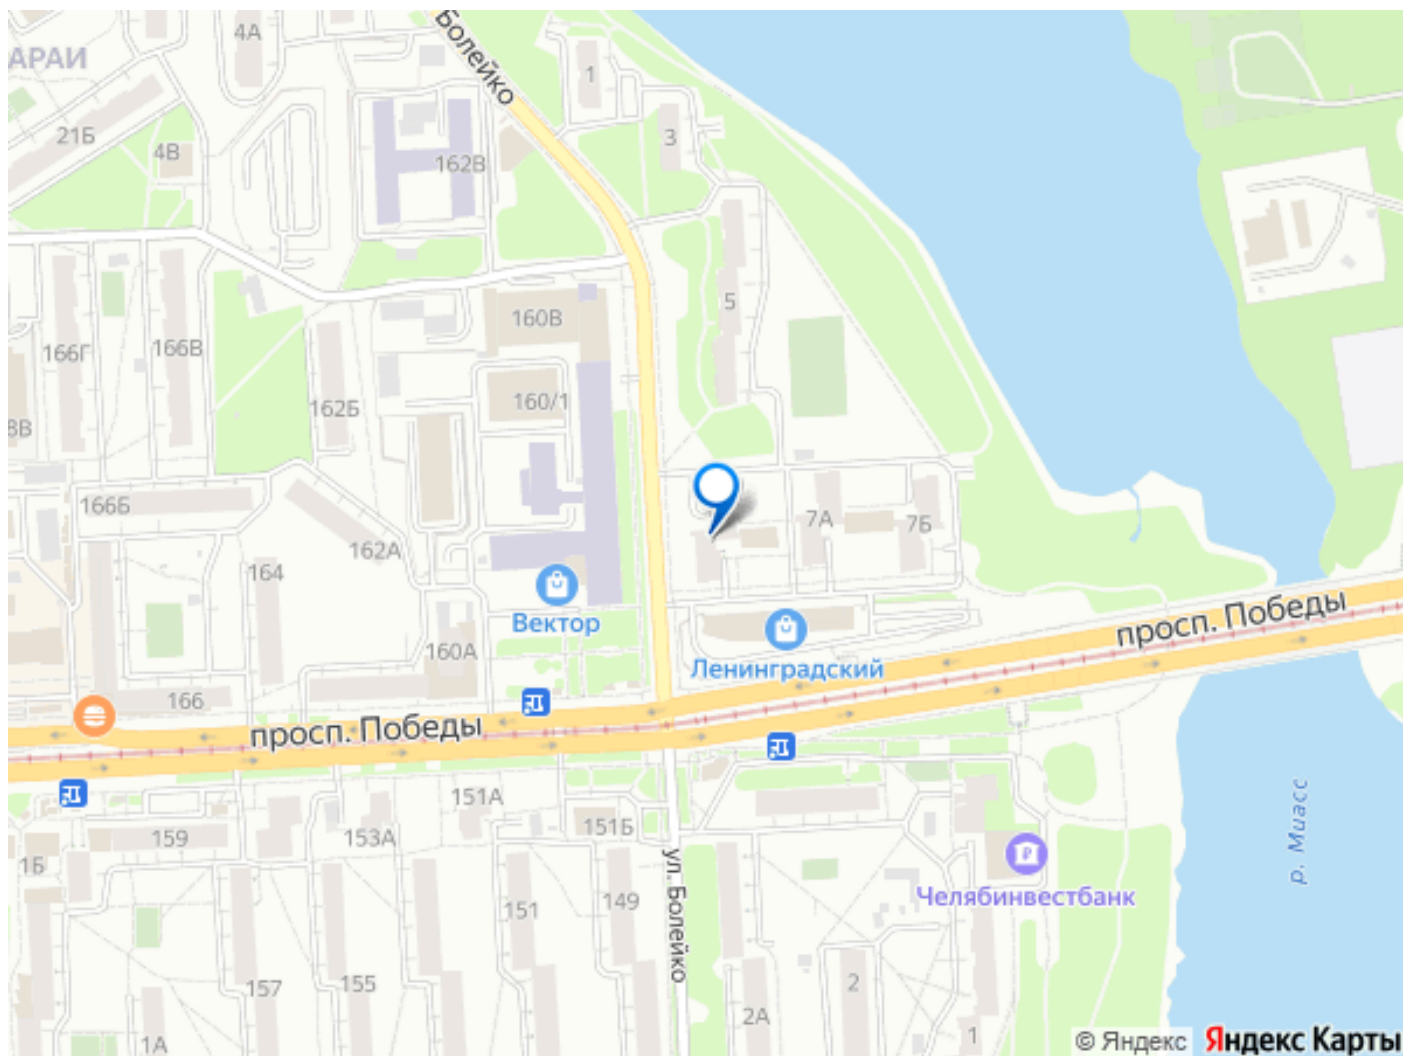 4А
Болейко
АРАИ
1
21Б
3
4В
162В
5
160В
166Г
166В
162Б
160/1
8В
166Б
7А
7Б
162А
164
Вектор
просп. Победы
160А
Ленинградский
166
просп. Победы
151А
151Б
159
153А
р. Миасс
1Б
ул. Болейко
Челябинвестбанк
151
149
157
155
2
2А
1
1А
© Яндекс Яндекс Карты